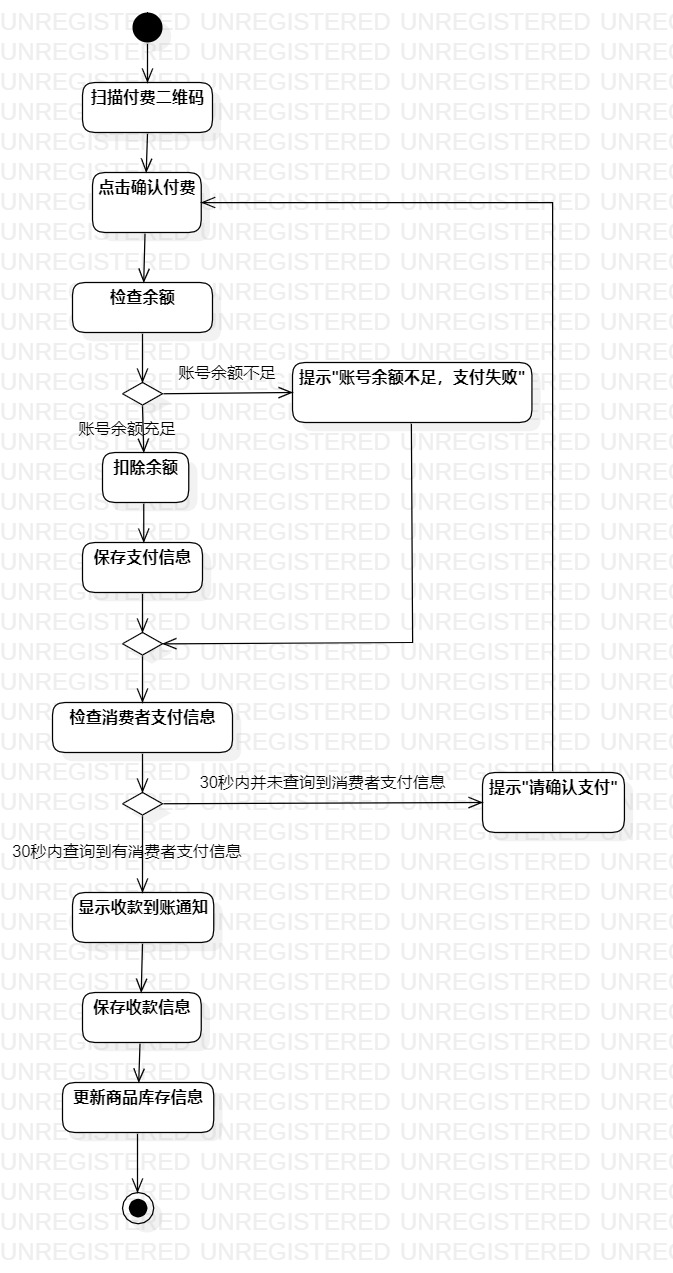 扫描付费二维码
点击确认付费
检查余额
账号余额不足
提示"账号余额不足，支付失败"
账号余额充足
扣除余额
保存支付信息
检查消费者支付信息
30秒内并未查询到消费者支付信息
提示"请确认支付"
30秒内查询到有消费者支付信息
显示收款到账通知
保存收款信息
更新商品库存信息